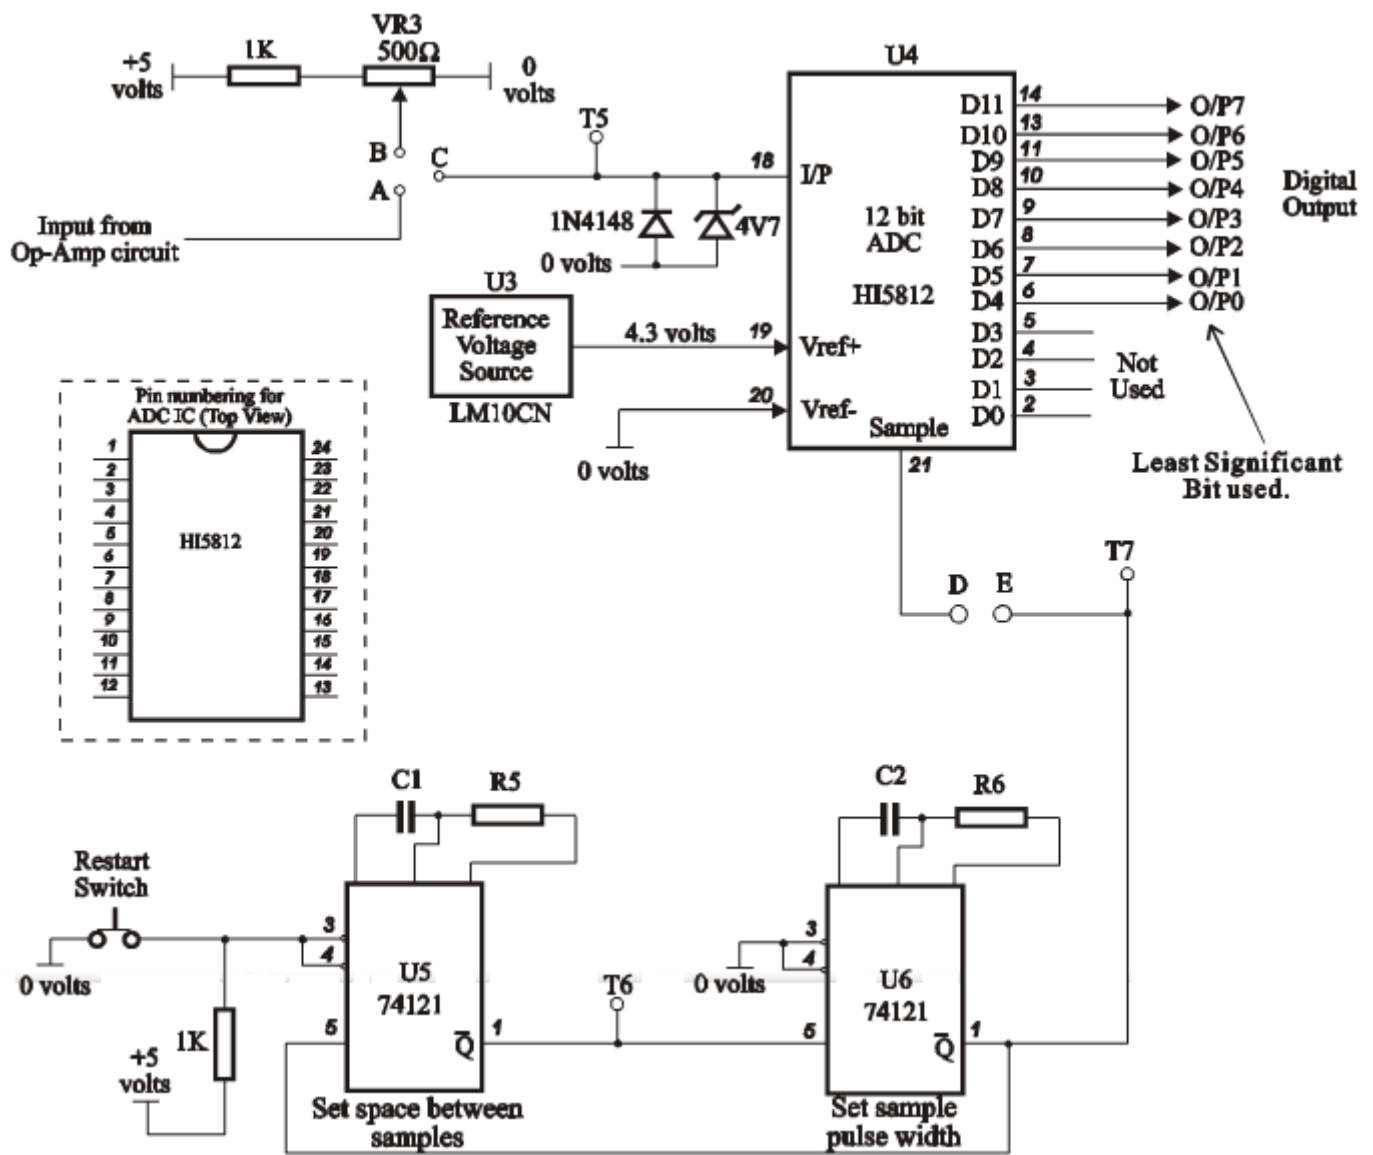 VR3
1K
500Ω
+5
volts
0
volts
B
A
C
T5
Input from
Op-Amp circuit
1N4148
4V7
0 volts
U3
Reference
Voltage
Source
LM10CN
4.3 volts
0 volts
U4
18
I/P
12 bit
ADC
HI5812
19
Vref+
20
Vref-
Sample
21
D11 14 O/P7
D10 13 O/P6
D9 11 O/P5
D8 10 O/P4
D7 9 O/P3
D6 8 O/P2
D5 7 O/P1
D4 6 O/P0
D3 5
D2 4
D1 3
D0 2
Digital
Output
Not
Used
Least Significant
Bit used.
Pin numbering for
ADC IC (Top View)
HI5812
1 24
2 23
3 22
4 21
5 20
6 19
7 18
8 17
9 16
10 15
11 14
12 13
D E
T7
C1
R5
C2
R6
Restart
Switch
0 volts
1K
+5
volts
3
4
5
U5
74121
Q̅
1
Set space between
samples
T6
0 volts
3
4
5
U6
74121
Q̅
1
Set sample
pulse width